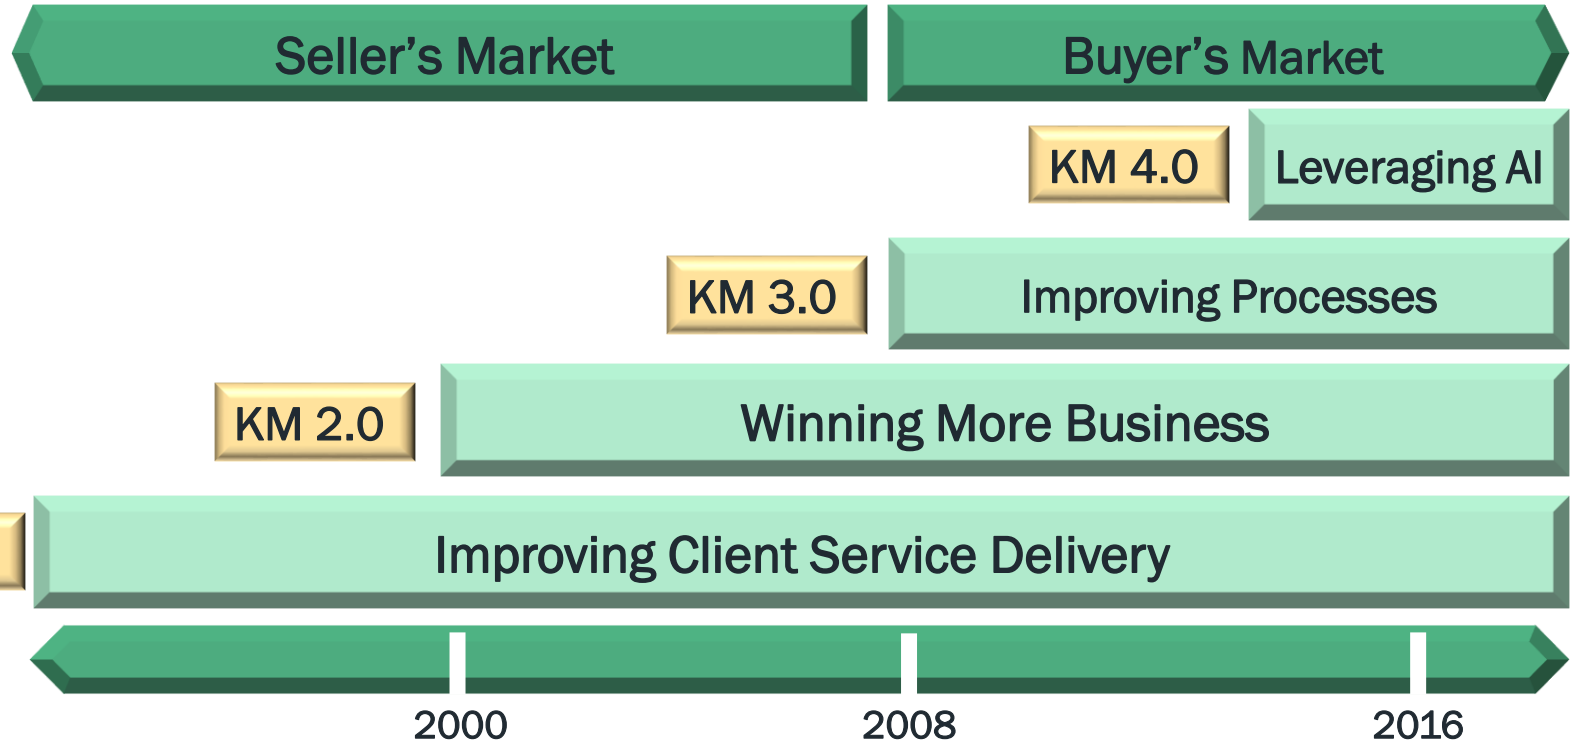 Seller’s Market
Buyer’s Market
KM 4.0
Leveraging AI
KM 3.0
Improving Processes
KM 2.0
Winning More Business
Improving Client Service Delivery
2000
2008
2016